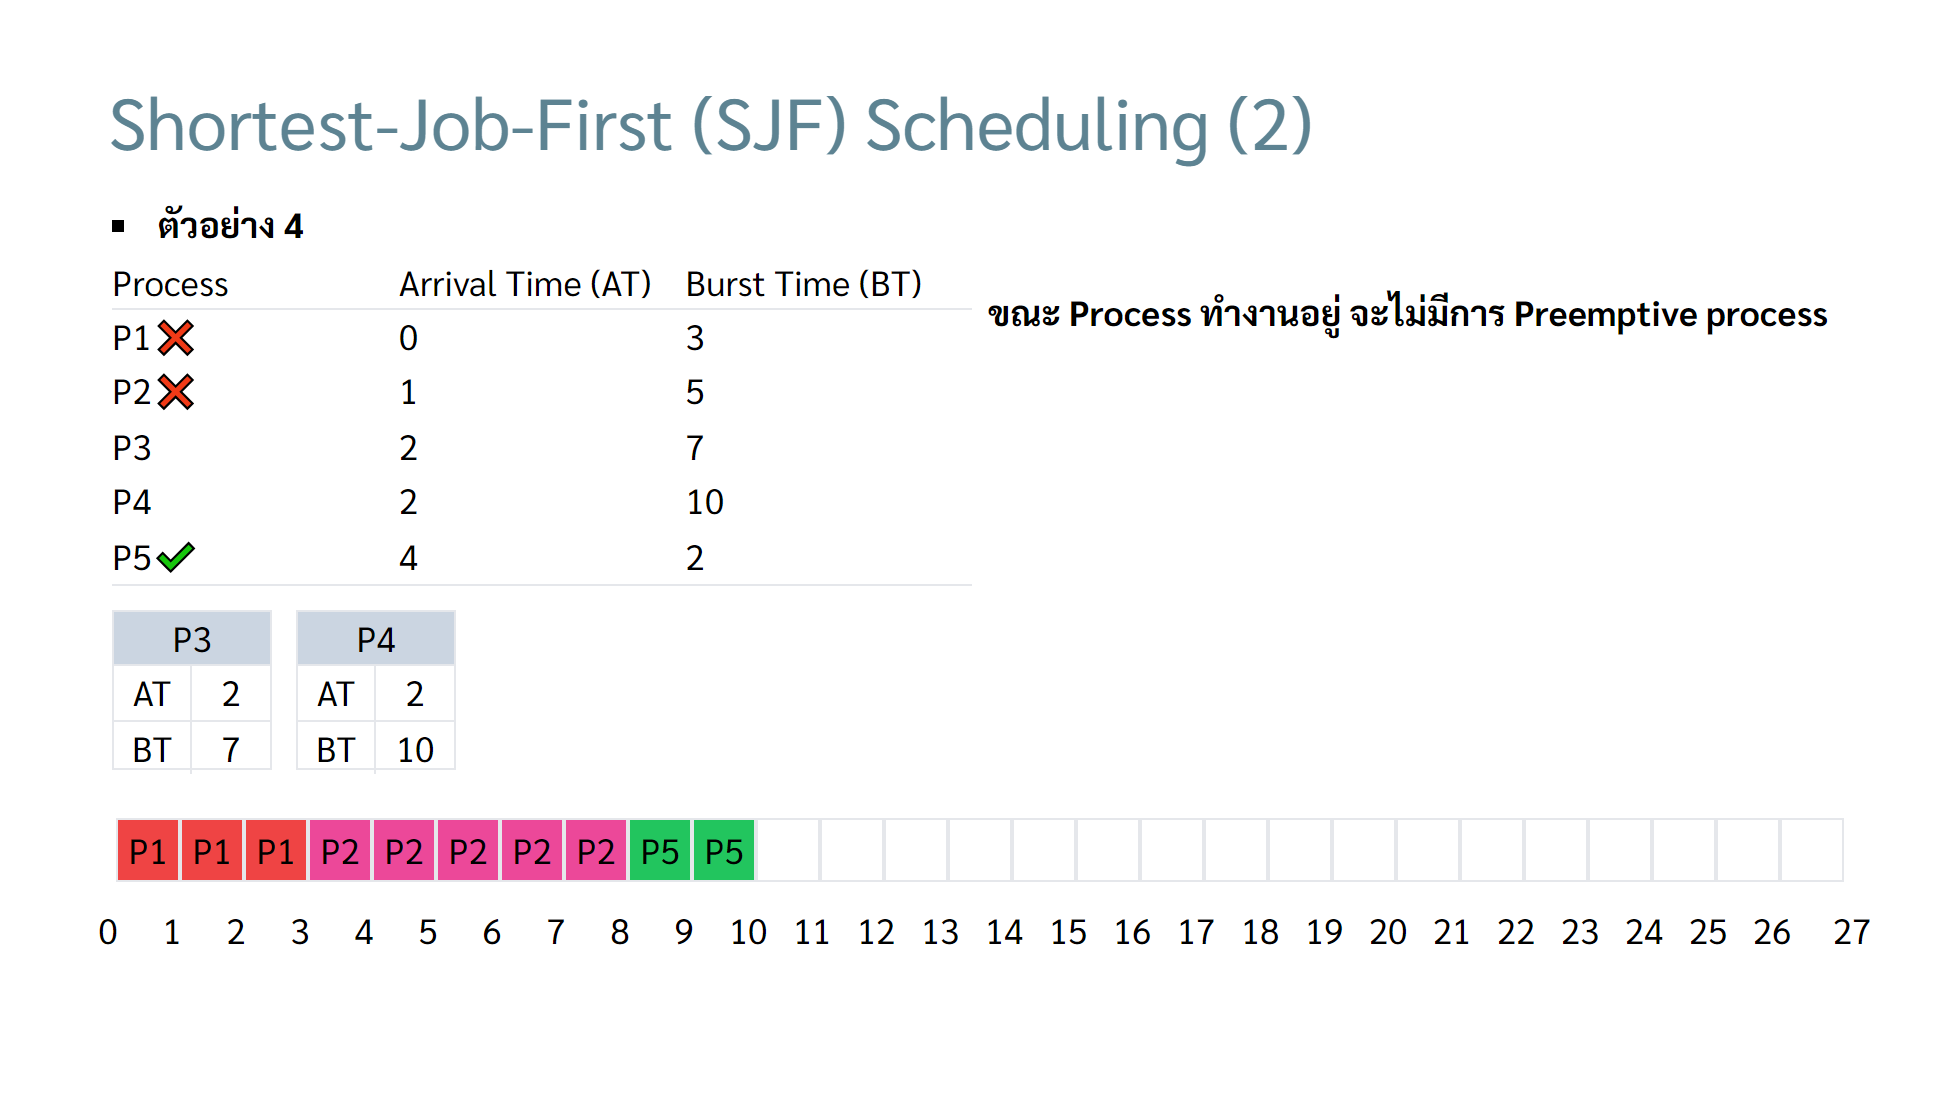 Shortest-Job-First (SJF) Scheduling (2)
▪ ตัวอย่าง 4
Process Arrival Time (AT) Burst Time (BT)
ขณะ Process ทำงานอยู่ จะไม่มีการ Preemptive process
P1 0 3
P2 1 5
P3 2 7
P4 2 10
P5 4 2
P3 P4
AT 2 AT 2
BT 7 BT 10
P1 P1 P1 P2 P2 P2 P2 P2 P5 P5
0 1 2 3 4 5 6 7 8 9 10 11 12 13 14 15 16 17 18 19 20 21 22 23 24 25 26 27